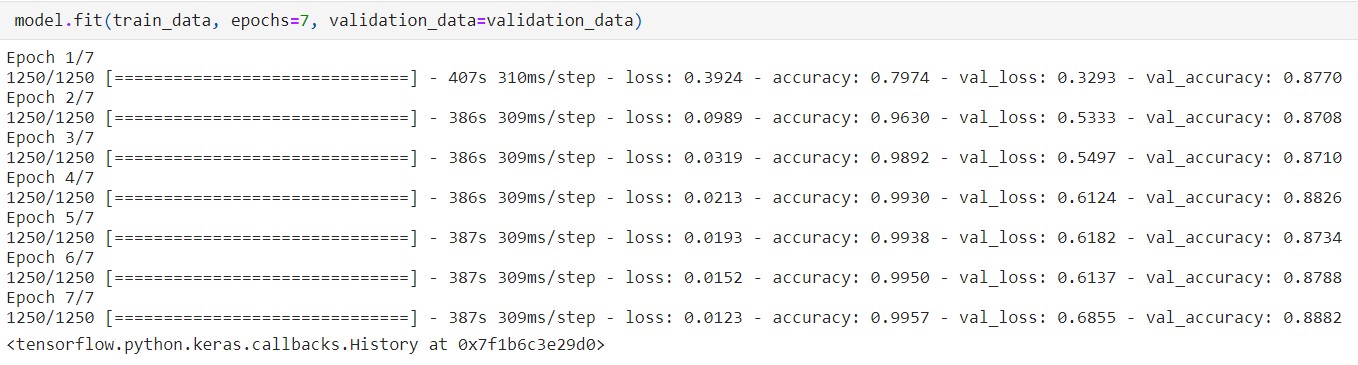 model.fit(train_data, epochs=7, validation_data=validation_data)
Epoch 1/7
1250/1250 [==============================] - 407s 310ms/step - loss: 0.3924 - accuracy: 0.7974 - val_loss: 0.3293 - val_accuracy: 0.8770
Epoch 2/7
1250/1250 [==============================] - 386s 309ms/step - loss: 0.0989 - accuracy: 0.9630 - val_loss: 0.5333 - val_accuracy: 0.8708
Epoch 3/7
1250/1250 [==============================] - 386s 309ms/step - loss: 0.0319 - accuracy: 0.9892 - val_loss: 0.5497 - val_accuracy: 0.8710
Epoch 4/7
1250/1250 [==============================] - 386s 309ms/step - loss: 0.0213 - accuracy: 0.9930 - val_loss: 0.6124 - val_accuracy: 0.8826
Epoch 5/7
1250/1250 [==============================] - 387s 309ms/step - loss: 0.0193 - accuracy: 0.9938 - val_loss: 0.6182 - val_accuracy: 0.8734
Epoch 6/7
1250/1250 [==============================] - 387s 309ms/step - loss: 0.0152 - accuracy: 0.9950 - val_loss: 0.6137 - val_accuracy: 0.8788
Epoch 7/7
1250/1250 [==============================] - 387s 309ms/step - loss: 0.0123 - accuracy: 0.9957 - val_loss: 0.6855 - val_accuracy: 0.8882
<tensorflow.python.keras.callbacks.History at 0x7f1b6c3e29d0>